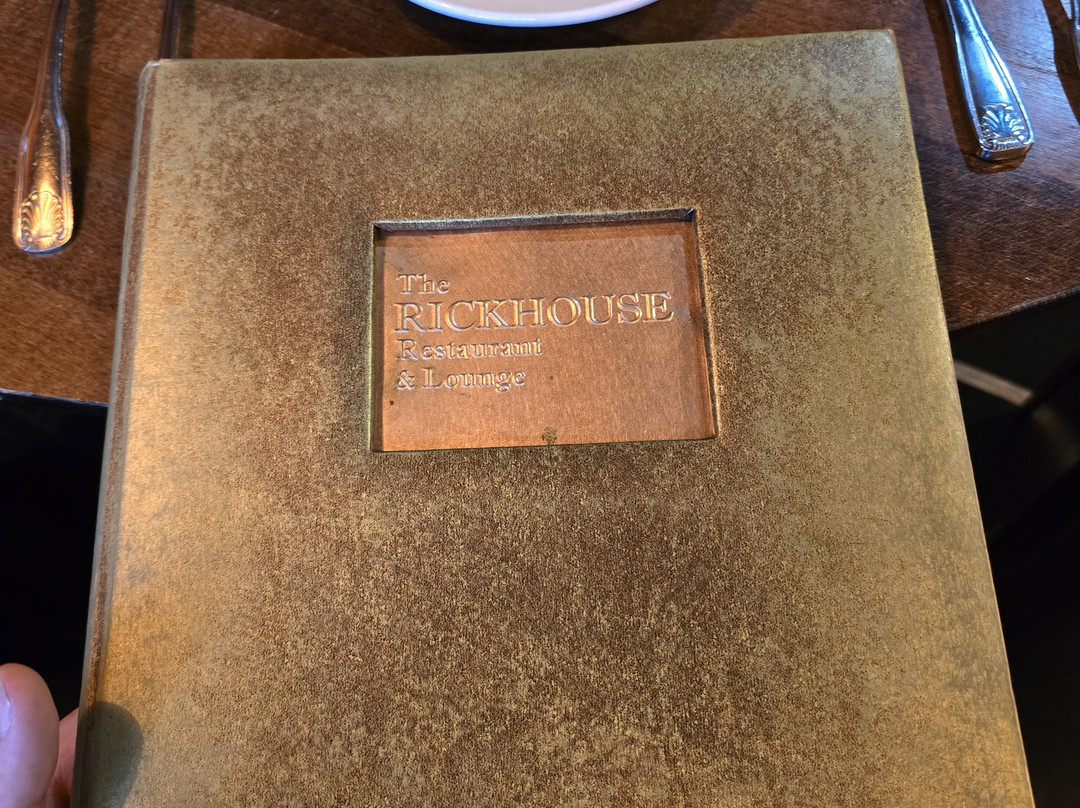 The
RICKHOUSE
Restaurant
& Lounge